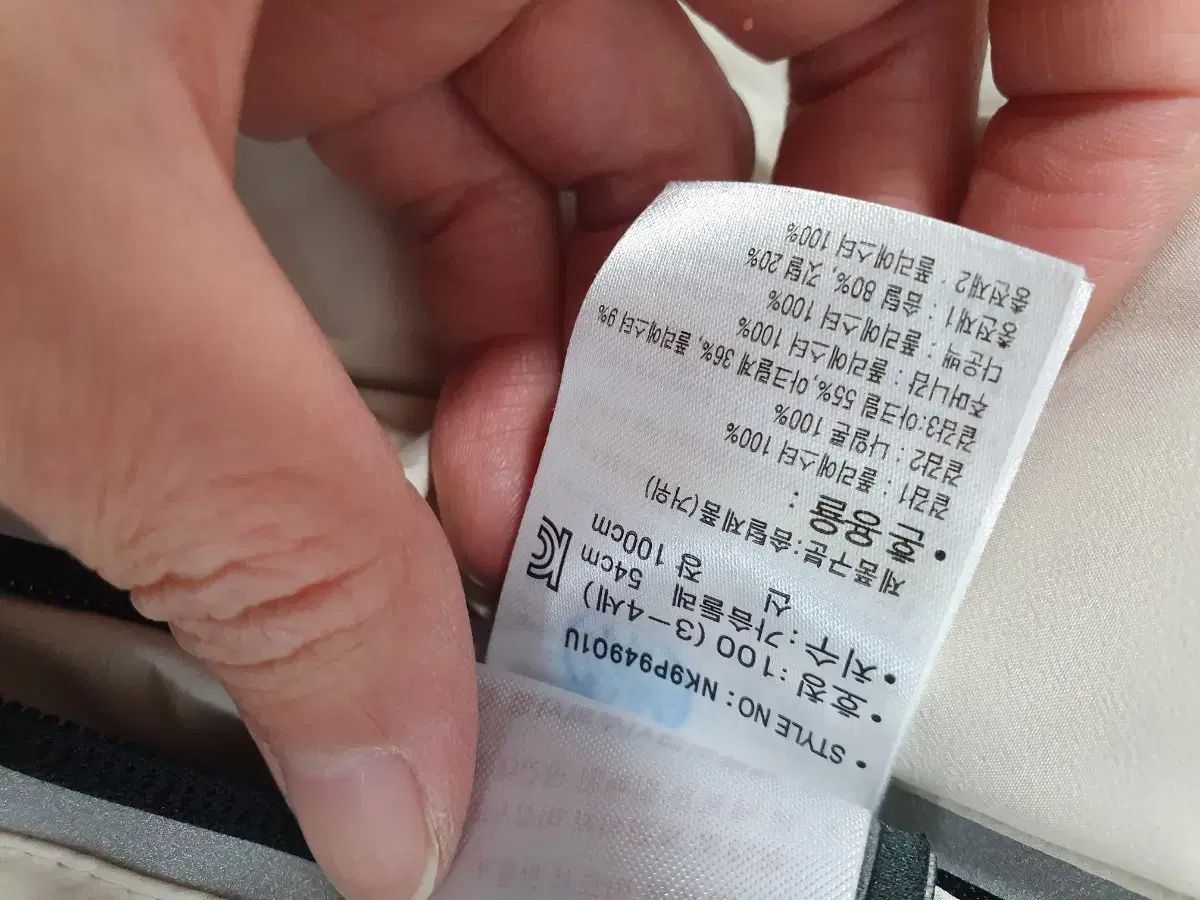 • STYLE NO: NK9P94901U
• 호 칭 : 100 (3-4세)
• 치 수 : 가슴둘레 54cm
신 장 100cm
제품구분:솜털제품(거위)
• 혼용율 :
겉감1 : 폴리에스터 100%
겉감2 : 나일론 100%
겉감3:아크릴 55%,아크릴계 36%, 폴리에스터 9%
주머니감 : 폴리에스터 100%
다운백 : 폴리에스터 100%
충전재1 : 솜털 80%, 깃털 20%
충전재2 : 폴리에스터 100%